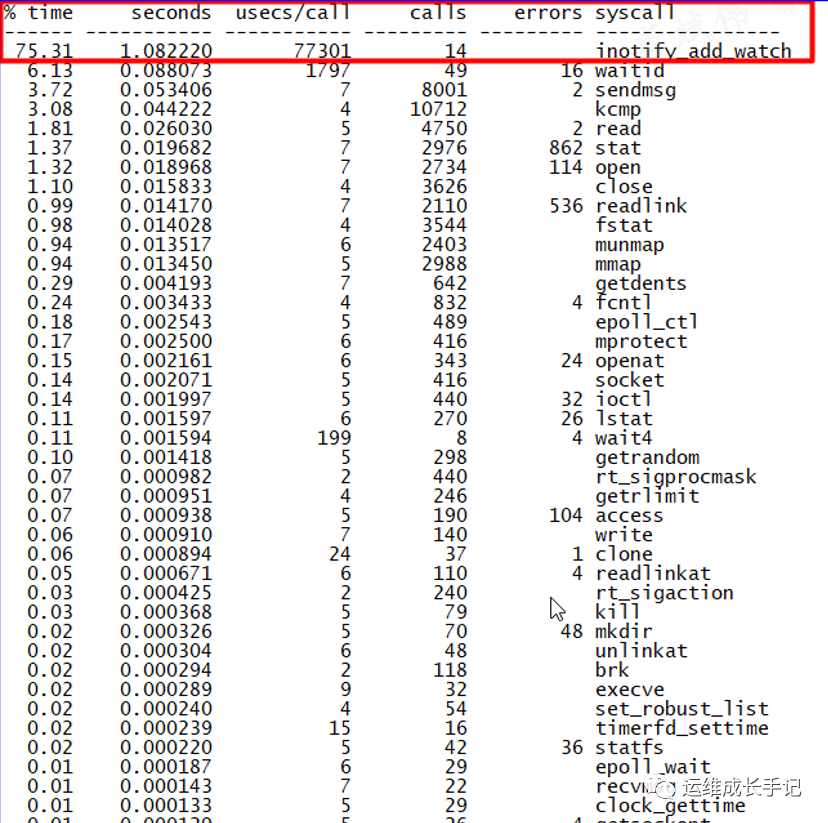 % time     seconds  usecs/call     calls    errors syscall
------ ----------- ----------- --------- --------- ----------------
 75.31    1.082220       77301        14           inotify_add_watch
  6.13    0.088073        1797        49        16 waitid
  3.72    0.053406           7      8001         2 sendmsg
  3.08    0.044222           4     10712           kcmp
  1.81    0.026030           5      4750         2 read
  1.37    0.019682           7      2976       862 stat
  1.32    0.018968           7      2734       114 open
  1.10    0.015833           4      3626           close
  0.99    0.014170           7      2110       536 readlink
  0.98    0.014028           4      3544           fstat
  0.94    0.013517           6      2403           munmap
  0.94    0.013450           5      2988           mmap
  0.29    0.004193           7       642           getdents
  0.24    0.003433           4       832         4 fcntl
  0.18    0.002543           5       489           epoll_ctl
  0.17    0.002500           6       416           mprotect
  0.15    0.002161           6       343        24 openat
  0.14    0.002071           5       416           socket
  0.14    0.001997           5       440        32 ioctl
  0.11    0.001597           6       270        26 lstat
  0.11    0.001594         199         8         4 wait4
  0.10    0.001418           5       298           getrandom
  0.07    0.000982           2       440           rt_sigprocmask
  0.07    0.000951           4       246           getrlimit
  0.07    0.000938           5       190       104 access
  0.06    0.000910           7       140           write
  0.06    0.000894          24        37         1 clone
  0.05    0.000671           6       110         4 readlinkat
  0.03    0.000425           2       240           rt_sigaction
  0.03    0.000368           5        79           kill
  0.02    0.000326           5        70        48 mkdir
  0.02    0.000304           6        48           unlinkat
  0.02    0.000294           2       118           brk
  0.02    0.000289           9        32           execve
  0.02    0.000240           4        54           set_robust_list
  0.02    0.000239          15        16           timerfd_settime
  0.02    0.000220           5        42        36 statfs
  0.01    0.000187           6        29           epoll_wait
  0.01    0.000143           7        22
运维成长手记
  0.01    0.000133           5        29           clock_gettime